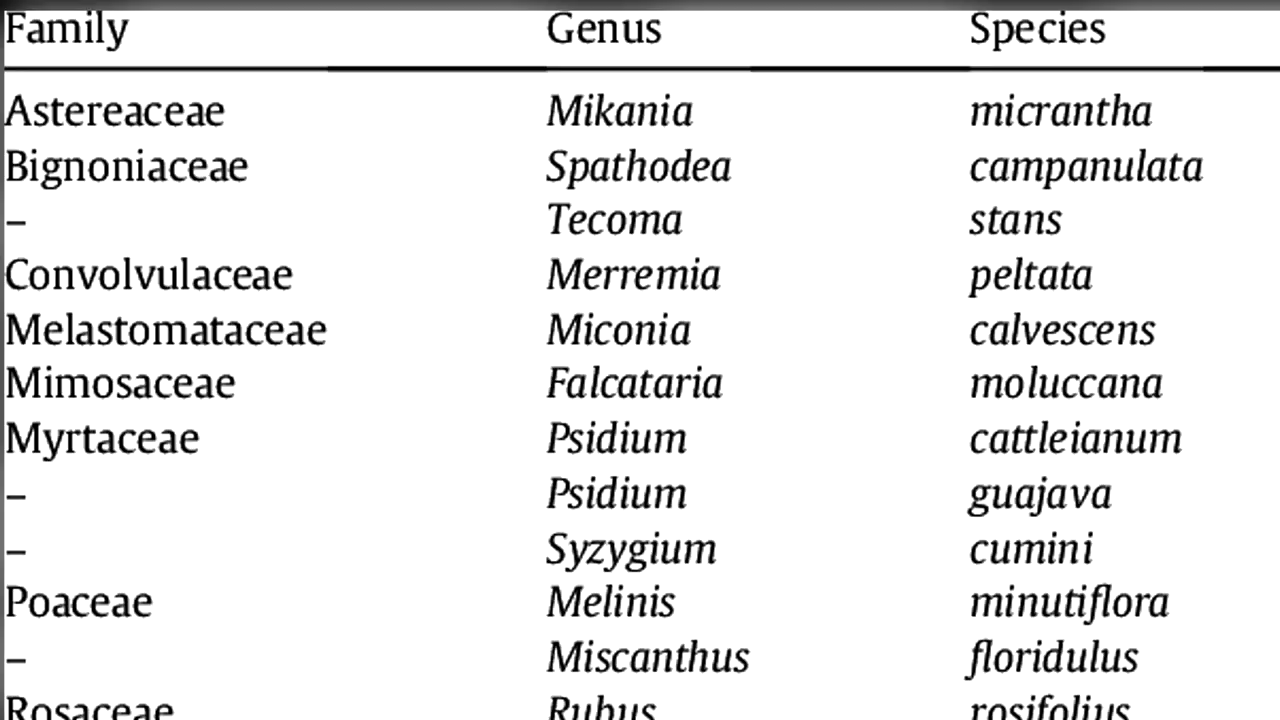 Family Genus Species
Astereaceae Mikania micrantha
Bignoniaceae Spathodea campanulata
– Tecoma stans
Convolvulaceae Merremia peltata
Melastomataceae Miconia calvescens
Mimosaceae Falcataria moluccana
Myrtaceae Psidium cattleianum
– Psidium guajava
– Syzygium cumini
Poaceae Melinis minutiflora
– Miscanthus floridulus
Rosaceae Rubus rosifolius